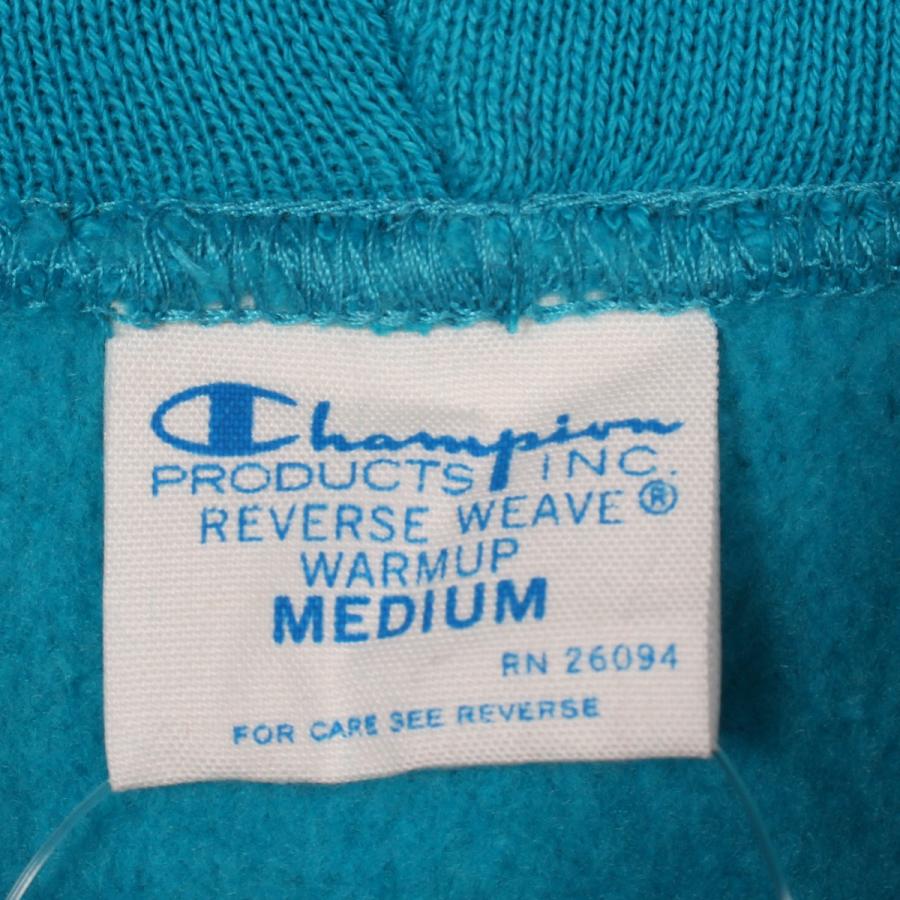 Champion
PRODUCTS INC.
REVERSE WEAVE®
WARMUP
MEDIUM
RN 26094
FOR CARE SEE REVERSE